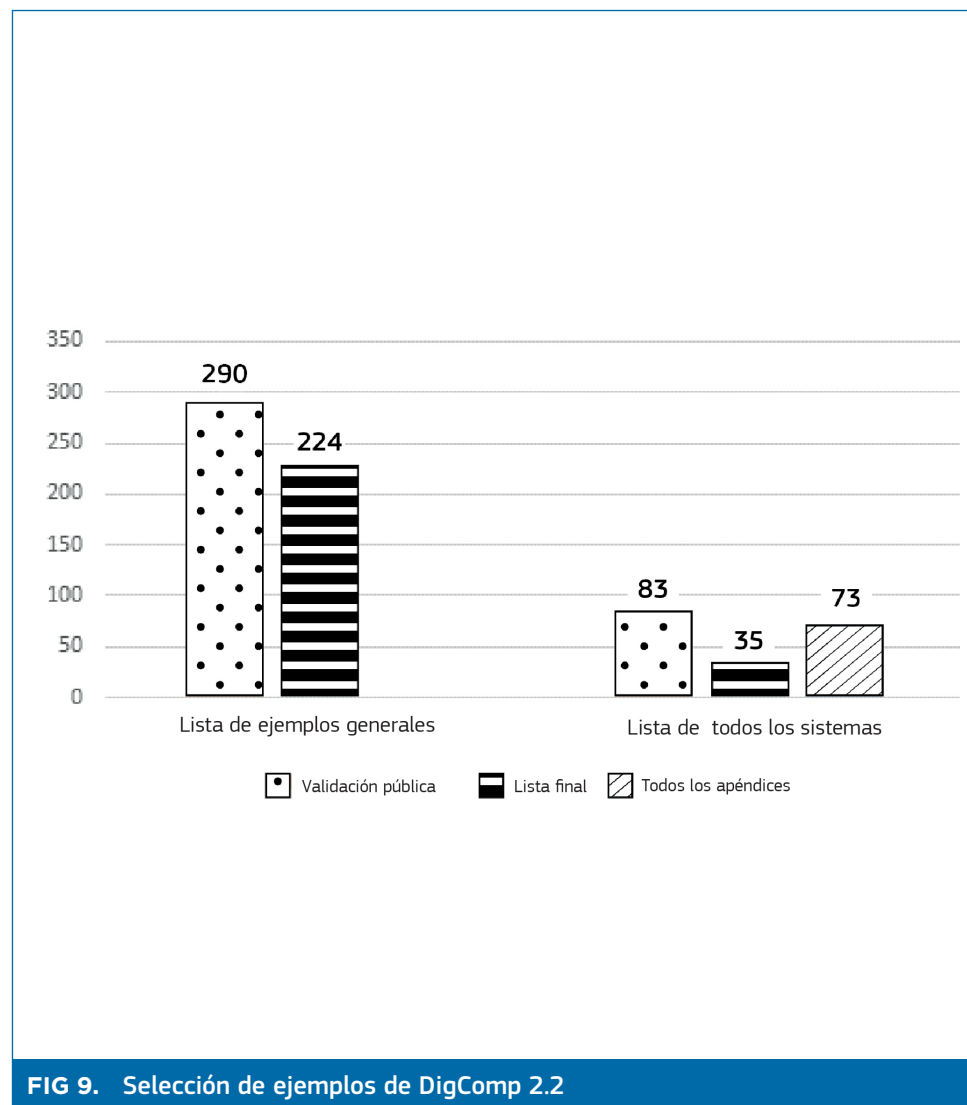 350
290
300
250
224
200
150
100
83
73
50
35
0
Lista de ejemplos generales
Lista de todos los sistemas
Validación pública
Lista final
Todos los apéndices
FIG 9. Selección de ejemplos de DigComp 2.2